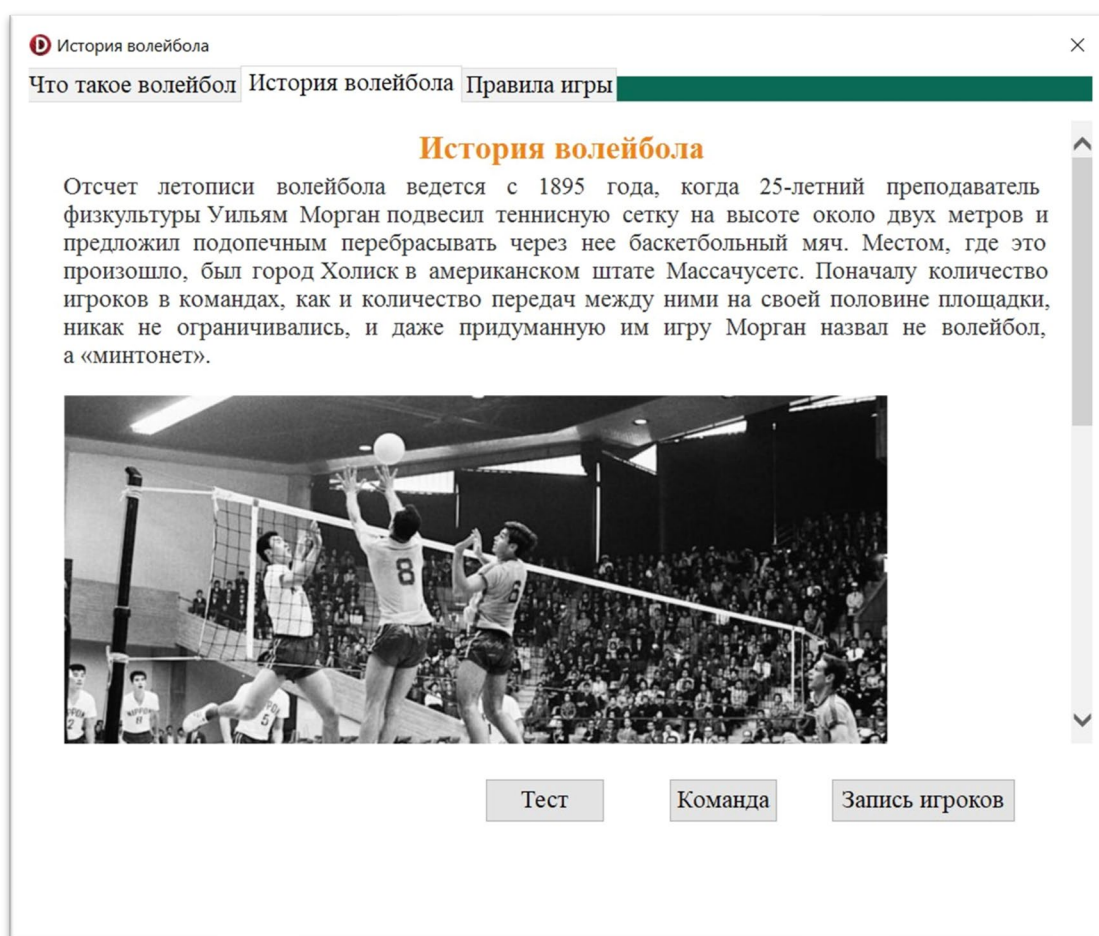 История волейбола
Что такое волейбол История волейбола Правила игры
История волейбола
Отсчет летописи волейбола ведется с 1895 года, когда 25-летний преподаватель
физкультуры Уильям Морган подвесил теннисную сетку на высоте около двух метров и
предложил подопечным перебрасывать через нее баскетбольный мяч. Местом, где это
произошло, был город Холиск в американском штате Массачусетс. Поначалу количество
игроков в командах, как и количество передач между ними на своей половине площадки,
никак не ограничивались, и даже придуманную им игру Морган назвал не волейбол,
а «минтонет».
8
6
NIPPON
11
5
2
Тест Команда Запись игроков